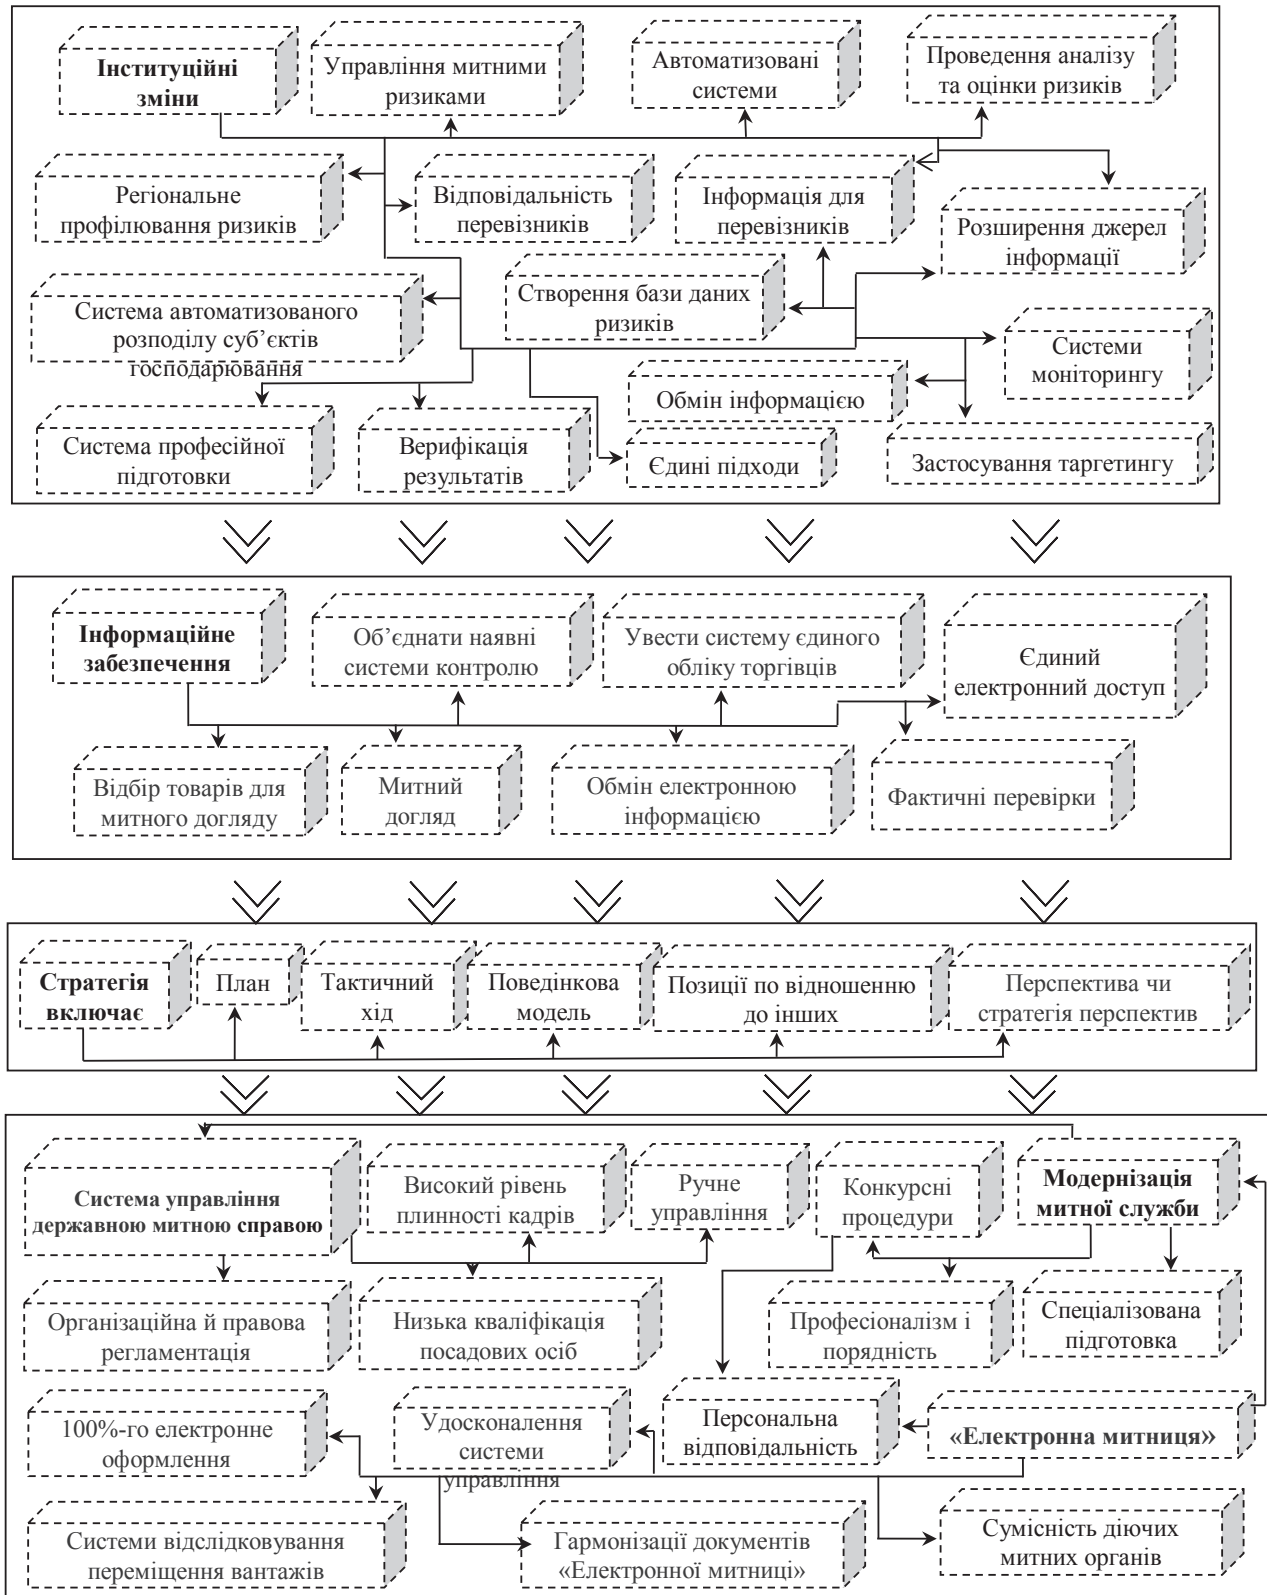 Інституційні
зміни
Управління митними
ризиками
Автоматизовані
системи
Проведення аналізу
та оцінки ризиків
Регіональне
профілювання ризиків
Відповідальність
перевізників
Інформація для
перевізників
Розширення джерел
інформації
Система автоматизованого
розподілу суб’єктів
господарювання
Створення бази даних
ризиків
Системи
моніторингу
Обмін інформацією
Система професійної
підготовки
Верифікація
результатів
Єдині підходи
Застосування таргетингу
Інформаційне
забезпечення
Об’єднати наявні
системи контролю
Увести систему єдиного
обліку торгівців
Єдиний
електронний доступ
Відбір товарів для
митного догляду
Митний
догляд
Обмін електронною
інформацією
Фактичні перевірки
Стратегія
включає
План
Тактичний
хід
Поведінкова
модель
Позиції по відношенню
до інших
Перспектива чи
стратегія перспектив
Система управління
державною митною справою
Високий рівень
плинності кадрів
Ручне
управління
Конкурсні
процедури
Модернізація
митної служби
Організаційна й правова
регламентація
Низька кваліфікація
посадових осіб
Професіоналізм і
порядність
Спеціалізована
підготовка
100%-го електронне
оформлення
Удосконалення
системи
управління
Персональна
відповідальність
«Електронна митниця»
Системи відслідковування
переміщення вантажів
Гармонізації документів
«Електронної митниці»
Сумісність діючих
митних органів